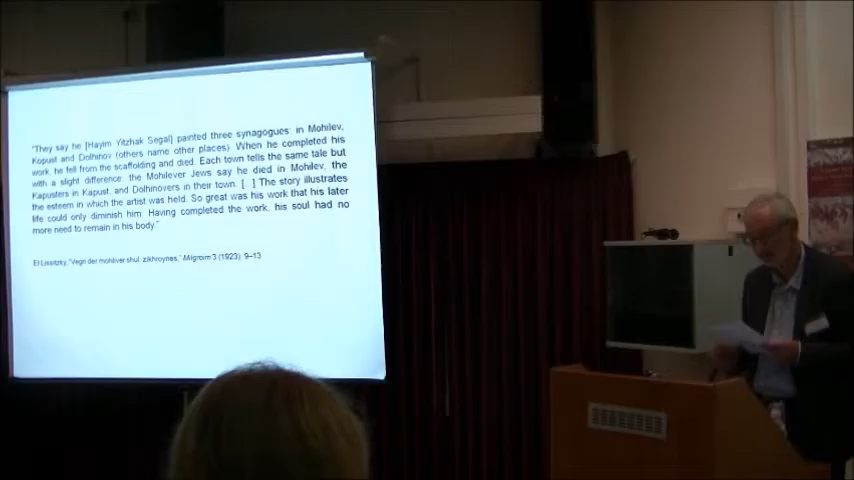 "They say he [Hayim Yitzhak Segal] painted three synagogues: in Mohilev,
Kopust and Dolhinov (others name other places). When he completed his
work, he fell from the scaffolding and died. Each town tells the same tale but
with a slight difference: the Mohilever Jews say he died in Mohilev, the
Kapusters in Kapust, and Dolhinovers in their town. [...] The story illustrates
the esteem in which the artist was held. So great was his work that his later
life could only diminish him. Having completed the work, his soul had no
more need to remain in his body."
El Lissitzky, "Vegn der mohliver shul: zikhroynes," Milgroim 3 (1923): 9-13